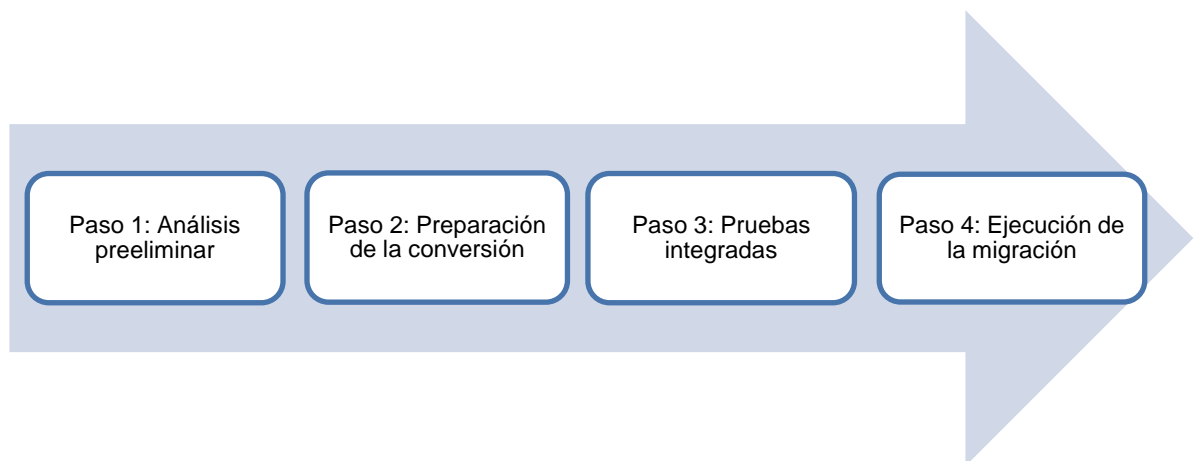 Paso 1: Análisis
preeliminar
Paso 2: Preparación
de la conversión
Paso 3: Pruebas
integradas
Paso 4: Ejecución de
la migración